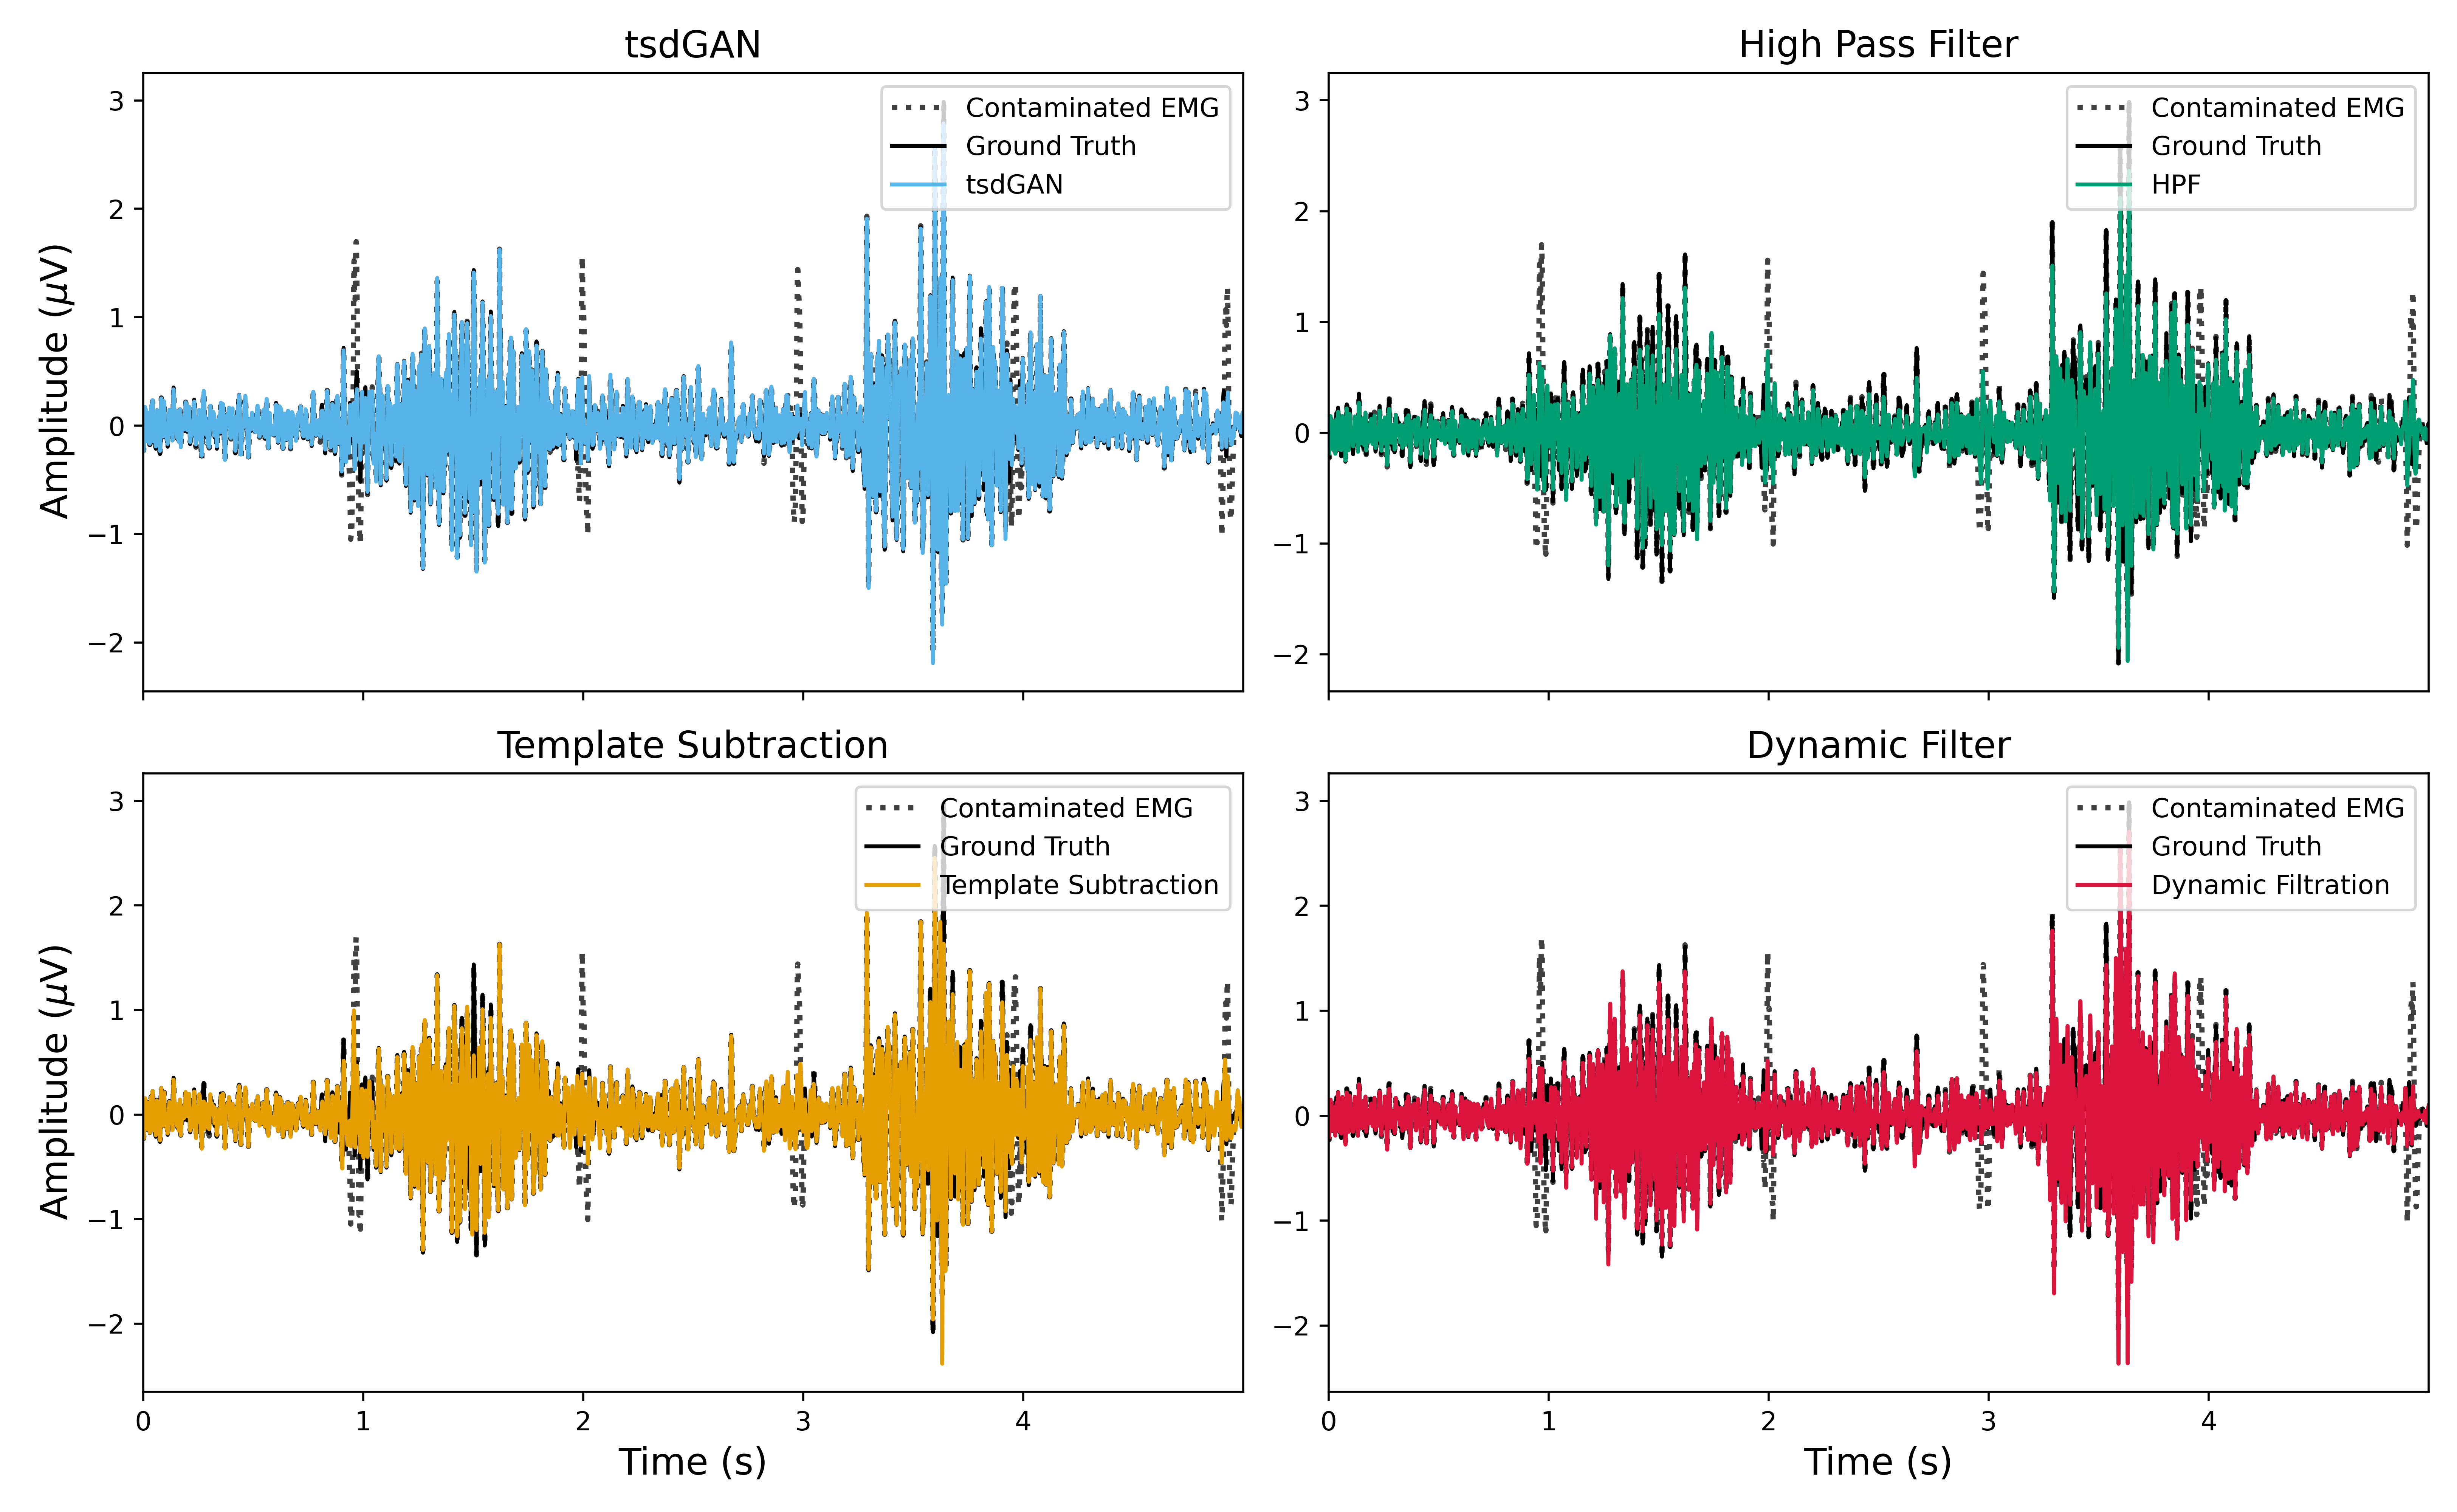 tsdGAN
3
2
1
0
−1
−2
Amplitude (μV)
Contaminated EMG
Ground Truth
tsdGAN
High Pass Filter
3
2
1
0
−1
−2
Contaminated EMG
Ground Truth
HPF
Template Subtraction
3
2
1
0
−1
−2
Amplitude (μV)
Contaminated EMG
Ground Truth
Template Subtraction
0 1 2 3 4
Time (s)
Dynamic Filter
3
2
1
0
−1
−2
Contaminated EMG
Ground Truth
Dynamic Filtration
0 1 2 3 4
Time (s)